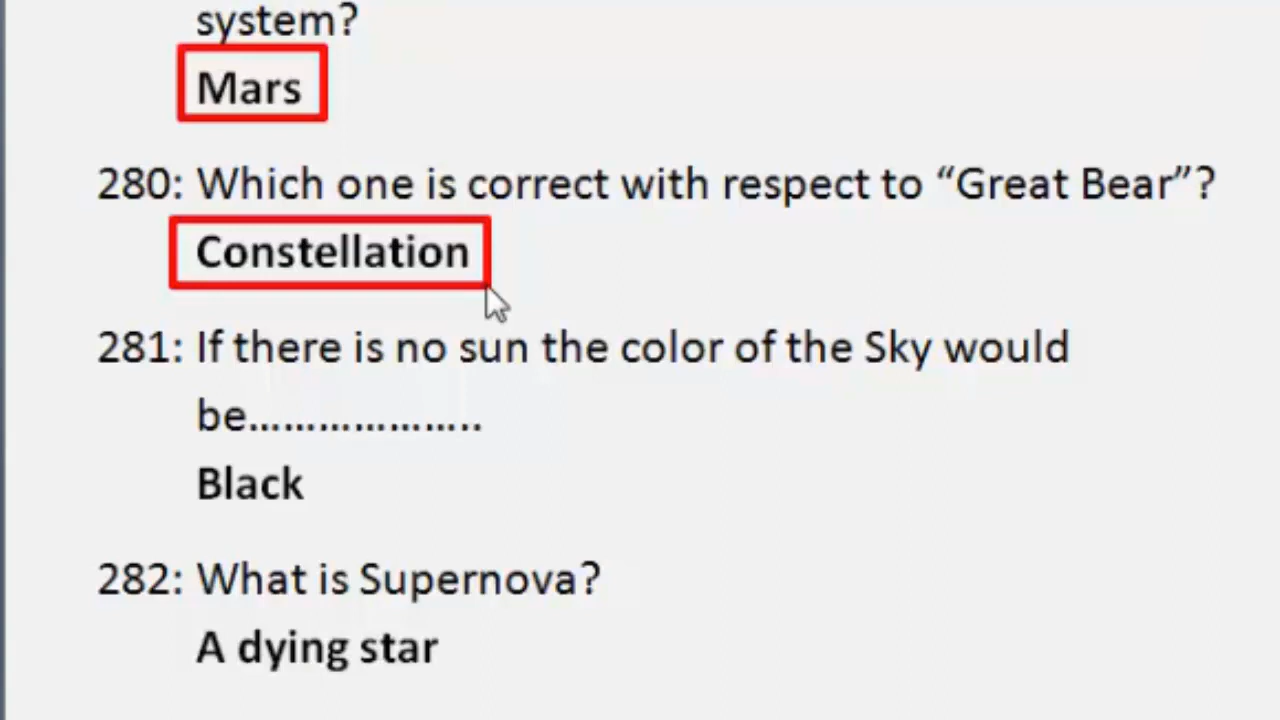 system?
Mars
280: Which one is correct with respect to “Great Bear”?
Constellation
281: If there is no sun the color of the Sky would
be………………..
Black
282: What is Supernova?
A dying star